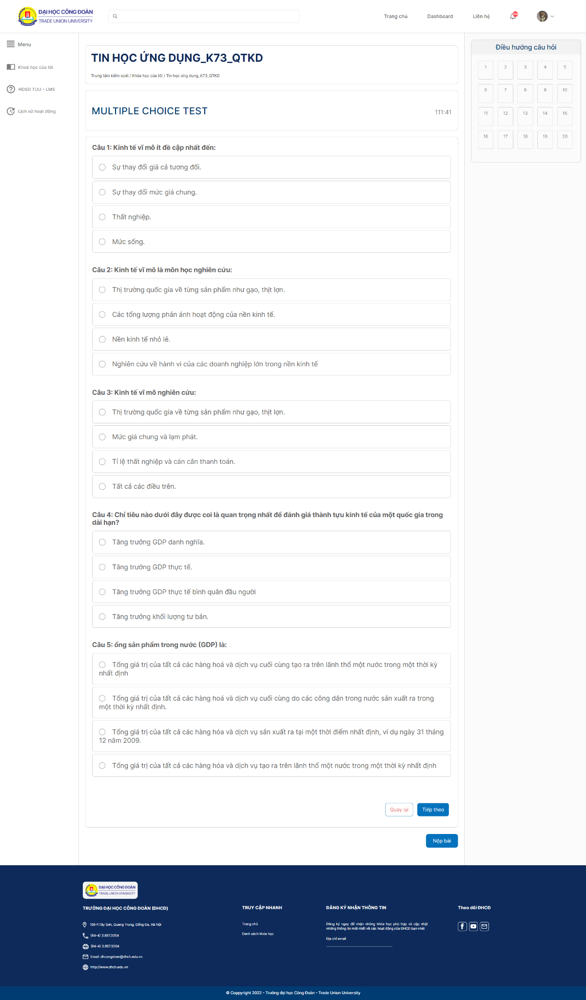 ĐẠI HỌC CÔNG ĐOÀN
TRADE UNION UNIVERSITY
Trang chủ
Dashboard
Liên hệ
Menu
Khoá học của tôi
HDSD TUU - LMS
Lịch sử hoạt động
TIN HỌC ỨNG DỤNG_K73_QTKD
Trung tâm kiểm soát / Khóa học của tôi / Tin học ứng dụng_K73_QTKD
MULTIPLE CHOICE TEST
111:41
Câu 1: Kinh tế vĩ mô ít đề cập nhất đến:
Sự thay đổi giá cả tương đối.
Sự thay đổi mức giá chung.
Thất nghiệp.
Mức sống.
Câu 2: Kinh tế vĩ mô là môn học nghiên cứu:
Thị trường quốc gia về từng sản phẩm như gạo, thịt lợn.
Các tổng lượng phản ánh hoạt động của nền kinh tế.
Nền kinh tế nhỏ lẻ.
Nghiên cứu về hành vi của các doanh nghiệp lớn trong nền kinh tế
Câu 3: Kinh tế vĩ mô nghiên cứu:
Thị trường quốc gia về từng sản phẩm như gạo, thịt lợn.
Mức giá chung và lạm phát.
Tỉ lệ thất nghiệp và cán cân thanh toán.
Tất cả các điều trên.
Câu 4: Chỉ tiêu nào dưới đây được coi là quan trọng nhất để đánh giá thành tựu kinh tế của một quốc gia trong
dài hạn?
Tăng trưởng GDP danh nghĩa.
Tăng trưởng GDP thực tế.
Tăng trưởng GDP thực tế bình quân đầu người
Tăng trưởng khối lượng tư bản.
Câu 5: ổng sản phẩm trong nước (GDP) là:
Tổng giá trị của tất cả các hàng hoá và dịch vụ cuối cùng tạo ra trên lãnh thổ một nước trong một thời kỳ
nhất định
Tổng giá trị của tất cả các hàng hoá và dịch vụ cuối cùng do các công dân trong nước sản xuất ra trong
một thời kỳ nhất định.
Tổng giá trị của tất cả các hàng hóa và dịch vụ sản xuất ra tại một thời điểm nhất định, ví dụ ngày 31 tháng
12 năm 2009.
Tổng giá trị của tất cả các hàng hóa và dịch vụ tạo ra trên lãnh thổ một nước trong một thời kỳ nhất định
Quay lại
Tiếp theo
Nộp bài
Điều hướng câu hỏi
1 2 3 4 5
6 7 8 9 10
11 12 13 14 15
16 17 18 19 20
ĐẠI HỌC CÔNG ĐOÀN
TRADE UNION UNIVERSITY
TRƯỜNG ĐẠI HỌC CÔNG ĐOÀN (ĐHCĐ)
169 P.Tây Sơn, Quang Trung, Đống Đa, Hà Nội
(84-4) 3.857.3204
(84-4) 3.857.3204
Email: dhcongdoan@dhch.edu.vn
http://www.dhch.edu.vn
TRUY CẬP NHANH
Trang chủ
Danh sách khóa học
ĐĂNG KÝ NHẬN THÔNG TIN
Đăng ký ngay để nhận những khóa học phù hợp và cập nhật
những thông tin mới nhất về các hoạt động của ĐHCĐ bạn nhé!
Địa chỉ email
Theo dõi ĐHCĐ
© Coppyright 2022 - Trường đại học Công Đoàn - Trade Union University